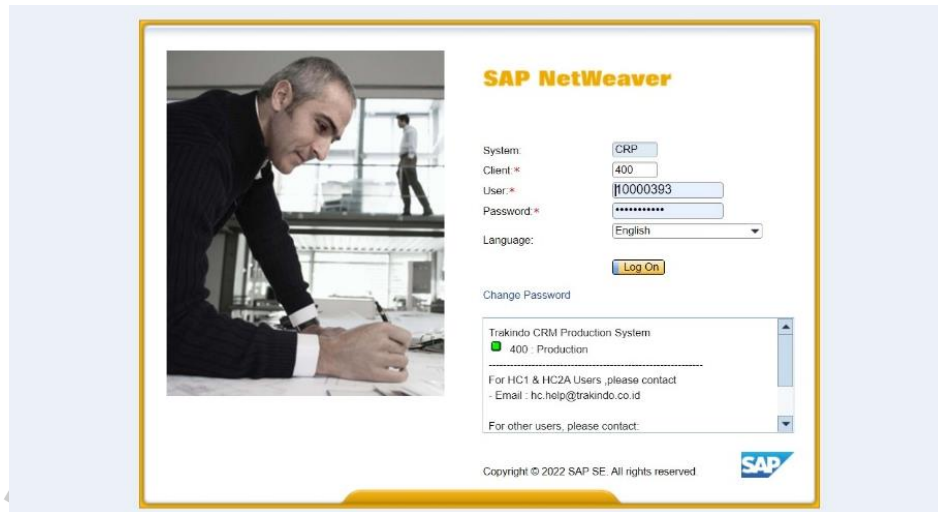 SAP NetWeaver
System: CRP
Client:* 400
User:* 10000393
Password:* •••••••••••
Language: English
Log On
Change Password
Trakindo CRM Production System
400 : Production
------------------------------------------------------------
For HC1 & HC2A Users ,please contact
- Email : hc.help@trakindo.co.id
For other users, please contact:
Copyright © 2022 SAP SE. All rights reserved.
SAP